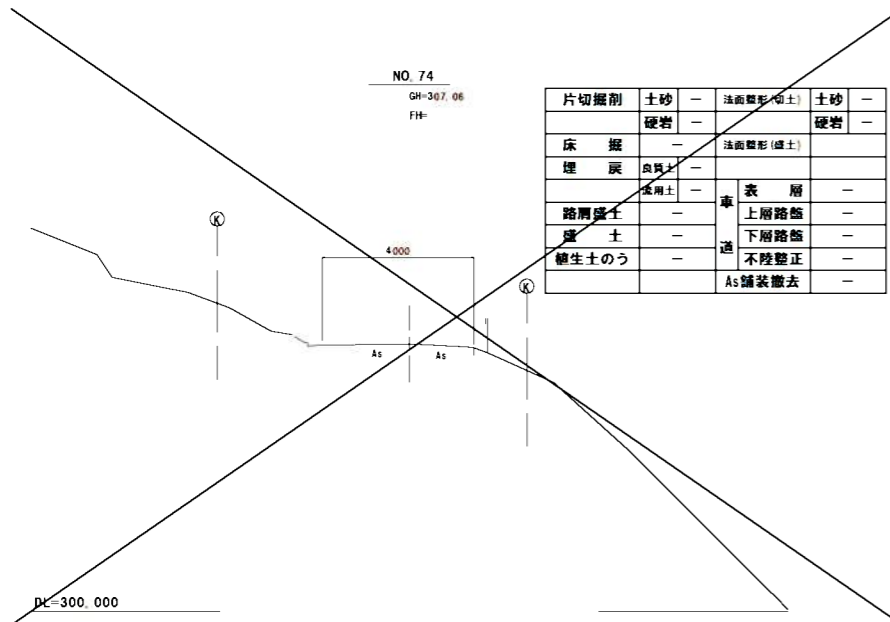 NO. 74
GH=307.06
FH=
片切掘削 土砂 － 法面整形(切土) 土砂 －
硬岩 － 硬岩 －
床掘 － 法面整形(盛土)
埋戻 良質土 －
流用土 － 車道 表層 －
路肩盛土 － 上層路盤 －
盛土 － 下層路盤 －
植生土のう － 不陸整正 －
As舗装撤去 －
K
4000
K
As As
DL=300.000